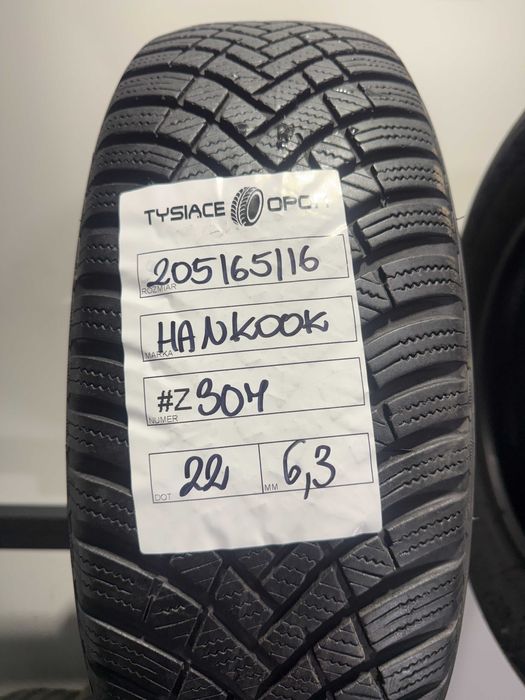 TYSIACE OPON
205/65/16
ROZMIAR
HANKOOK
MARKA
#Z304
NUMER
22 6,3
DOT MM